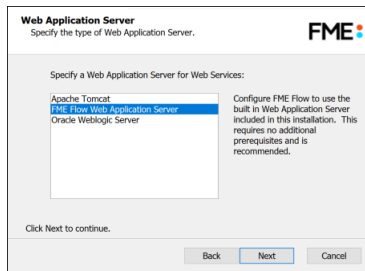 Web Application Server
Specify the type of Web Application Server.
FME
Specify a Web Application Server for Web Services:
Apache Tomcat
FME Flow Web Application Server
Oracle Weblogic Server
Configure FME Flow to use the
built in Web Application Server
included in this installation. This
requires no additional
prerequisites and is
recommended.
Click Next to continue.
Back
Next
Cancel